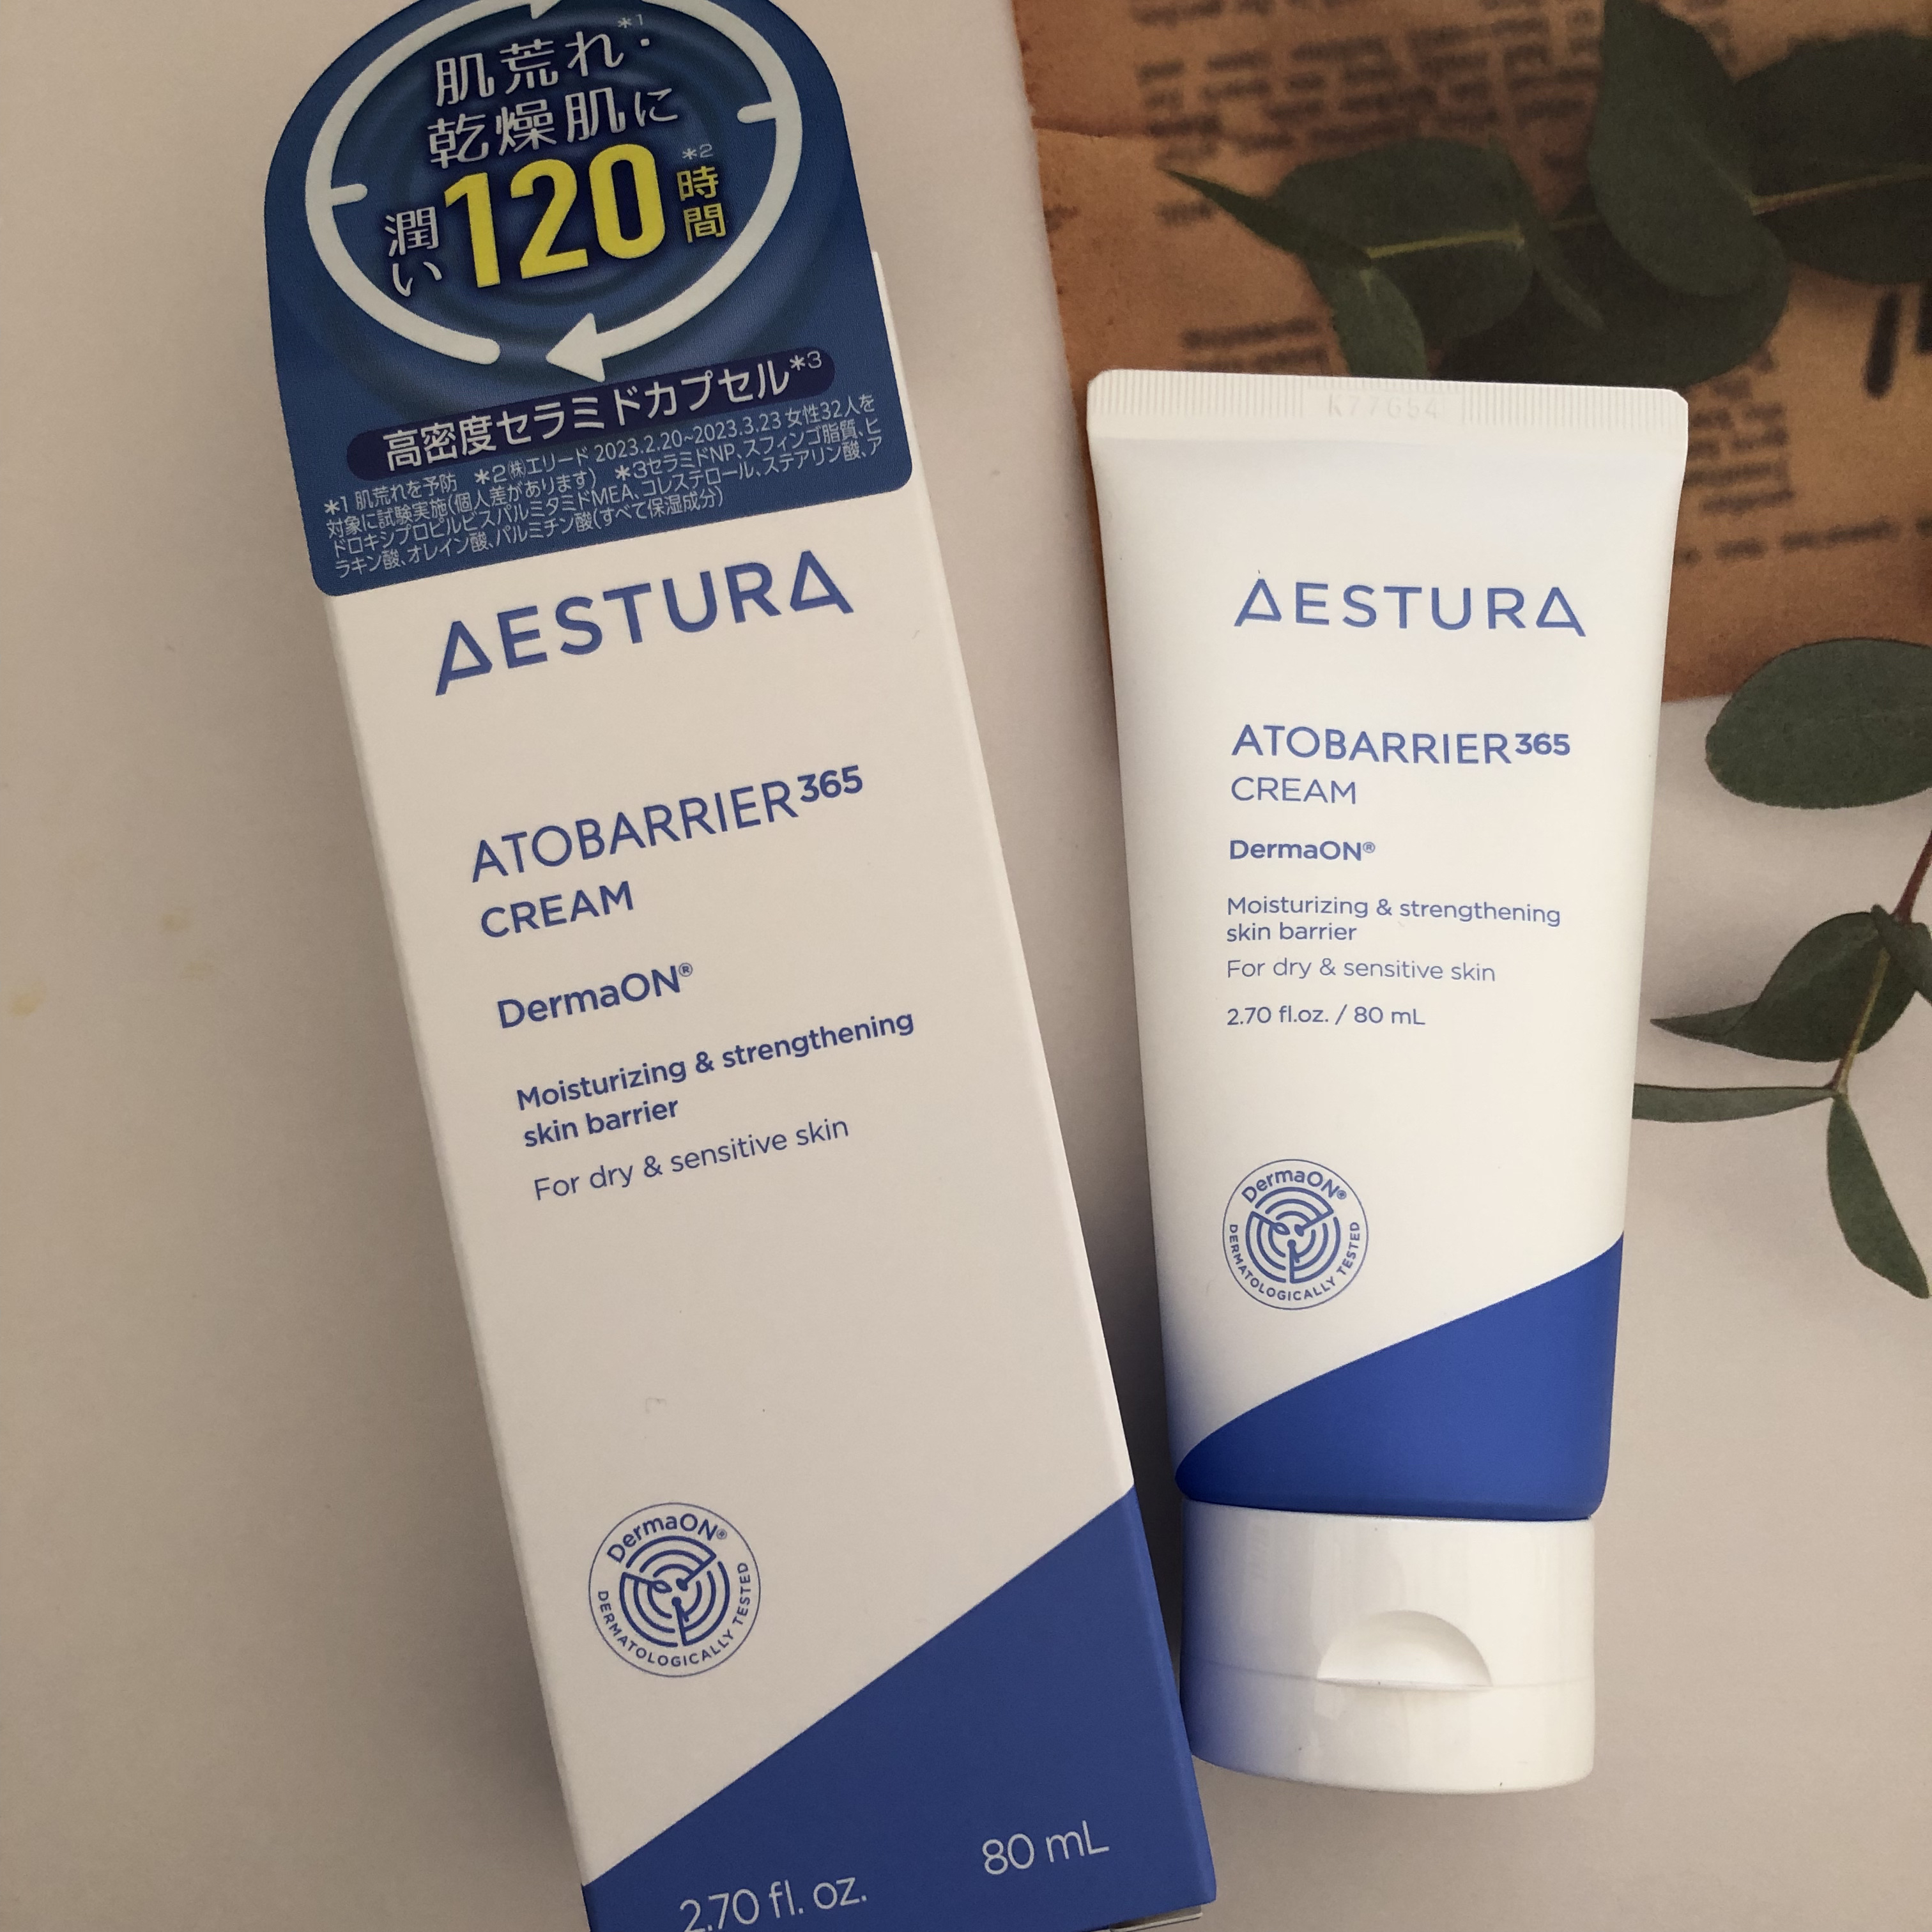 肌荒れ*1・
乾燥肌に
潤い120時間*2
高密度セラミドカプセル*3
*1 肌荒れを予防 *2㈱エリード 2023.2.20~2023.3.23 女性32人を
対象に試験実施(個人差があります) *3セラミドNP、スフィンゴ脂質、ヒ
ドロキシプロピルビスパルミタミドMEA、コレステロール、ステアリン酸、ア
ラキン酸、オレイン酸、パルミチン酸(すべて保湿成分)
AESTURA
ATOBARRIER365
CREAM
DermaON®
Moisturizing & strengthening
skin barrier
For dry & sensitive skin
DermaON®
DERMATOLOGICALLY TESTED
2.70 fl. oz.
80 mL
AESTURA
ATOBARRIER365
CREAM
DermaON®
Moisturizing & strengthening
skin barrier
For dry & sensitive skin
2.70 fl.oz. / 80 mL
DermaON®
DERMATOLOGICALLY TESTED